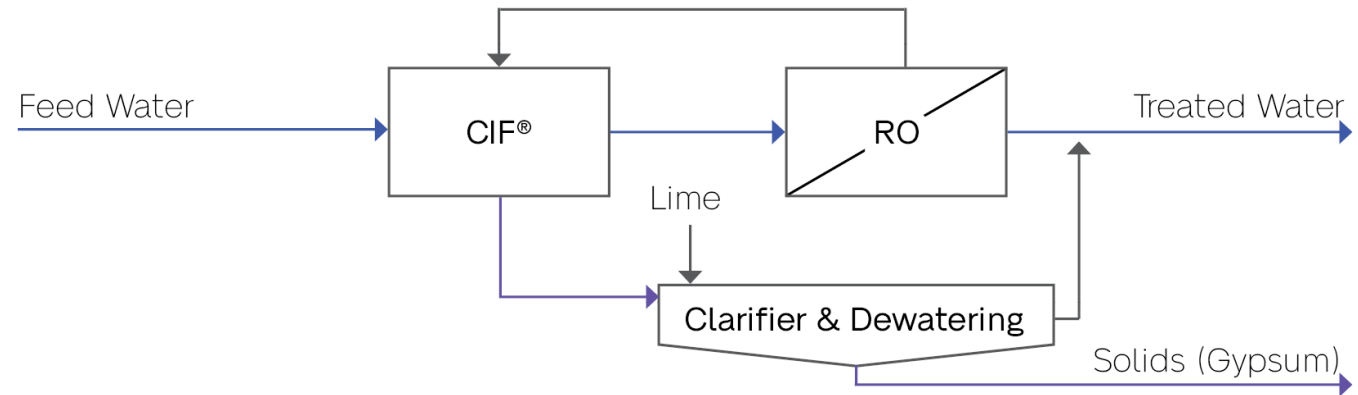 Feed Water
CIF®
RO
Treated Water
Lime
Clarifier & Dewatering
Solids (Gypsum)